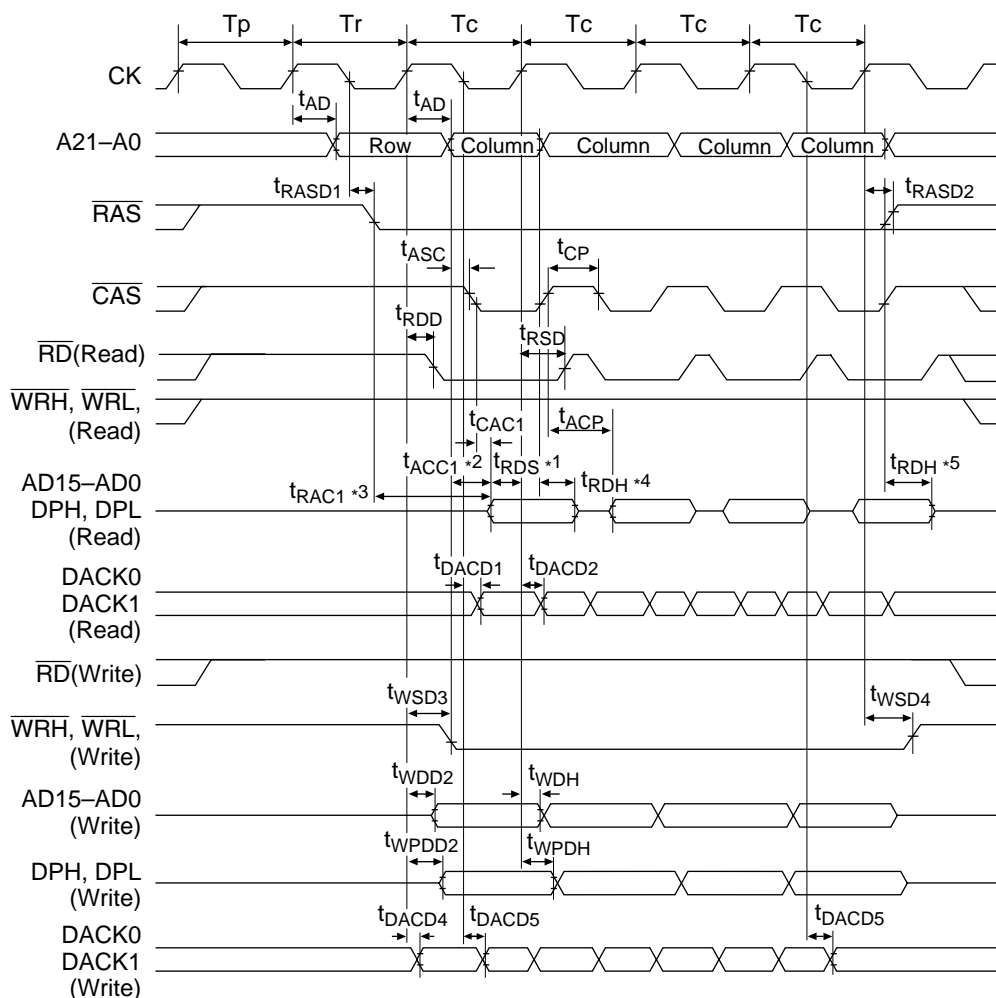 Tp Tr Tc Tc Tc Tc
CK
tAD tAD
A21–A0 Row Column Column Column Column
tRASD1 tRASD2
RAS
tASC tCP
CAS
tRDD tRSD
RD(Read)
WRH, WRL,
(Read)
tCAC1 tACP
tACC1 *2 tRDS *1
AD15–AD0 tRAC1 *3 tRDH *4 tRDH *5
DPH, DPL
(Read)
DACK0 tDACD1 tDACD2
DACK1
(Read)
RD(Write)
tWSD3 tWSD4
WRH, WRL,
(Write)
tWDD2 tWDH
AD15–AD0
(Write)
tWPDD2 tWPDH
DPH, DPL
(Write)
tDACD4 tDACD5 tDACD5
DACK0
DACK1
(Write)